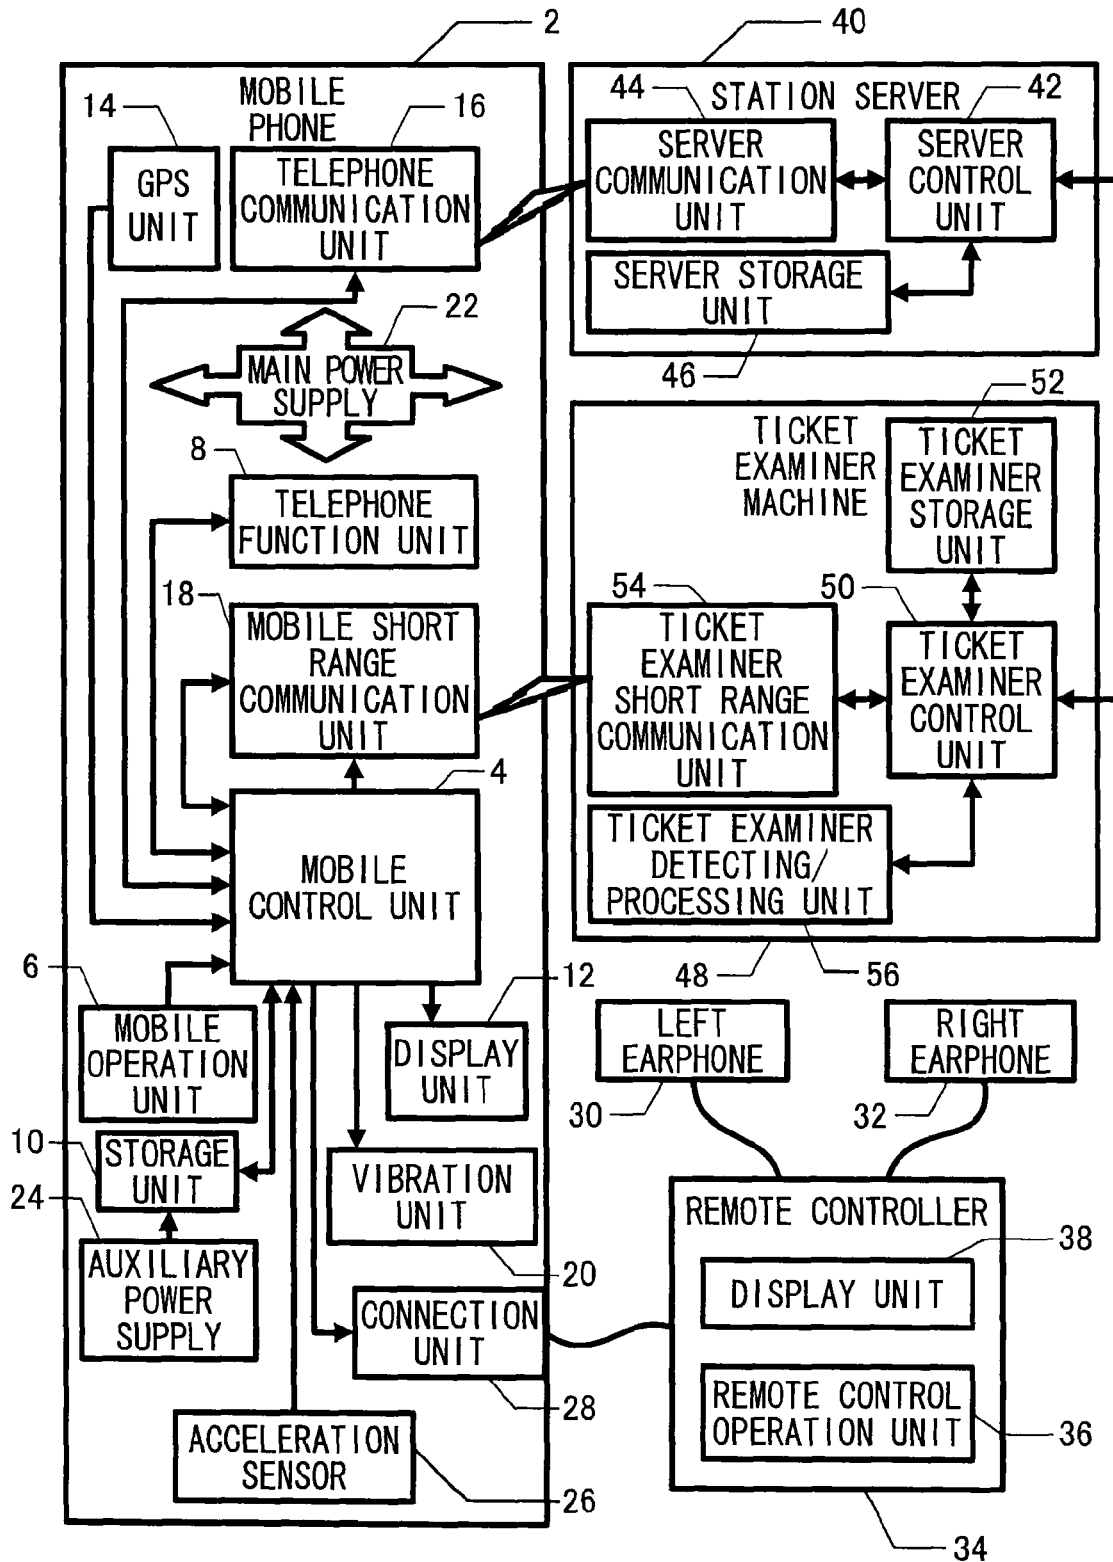 2
40
MOBILE
PHONE
14
16
GPS
UNIT
TELEPHONE
COMMUNICATION
UNIT
STATION SERVER
44
42
SERVER
COMMUNICATION
UNIT
SERVER
CONTROL
UNIT
SERVER STORAGE
UNIT
46
22
MAIN POWER
SUPPLY
8
TELEPHONE
FUNCTION UNIT
18
MOBILE SHORT
RANGE
COMMUNICATION
UNIT
4
MOBILE
CONTROL UNIT
52
TICKET
EXAMINER
MACHINE
TICKET
EXAMINER
STORAGE
UNIT
54
50
TICKET
EXAMINER
SHORT RANGE
COMMUNICATION
UNIT
TICKET
EXAMINER
CONTROL
UNIT
TICKET EXAMINER
DETECTING/
PROCESSING UNIT
48
56
6
MOBILE
OPERATION
UNIT
12
DISPLAY
UNIT
10
STORAGE
UNIT
24
AUXILIARY
POWER
SUPPLY
VIBRATION
UNIT
20
CONNECTION
UNIT
28
ACCELERATION
SENSOR
26
LEFT
EARPHONE
30
RIGHT
EARPHONE
32
REMOTE CONTROLLER
38
DISPLAY UNIT
REMOTE CONTROL
OPERATION UNIT
36
34